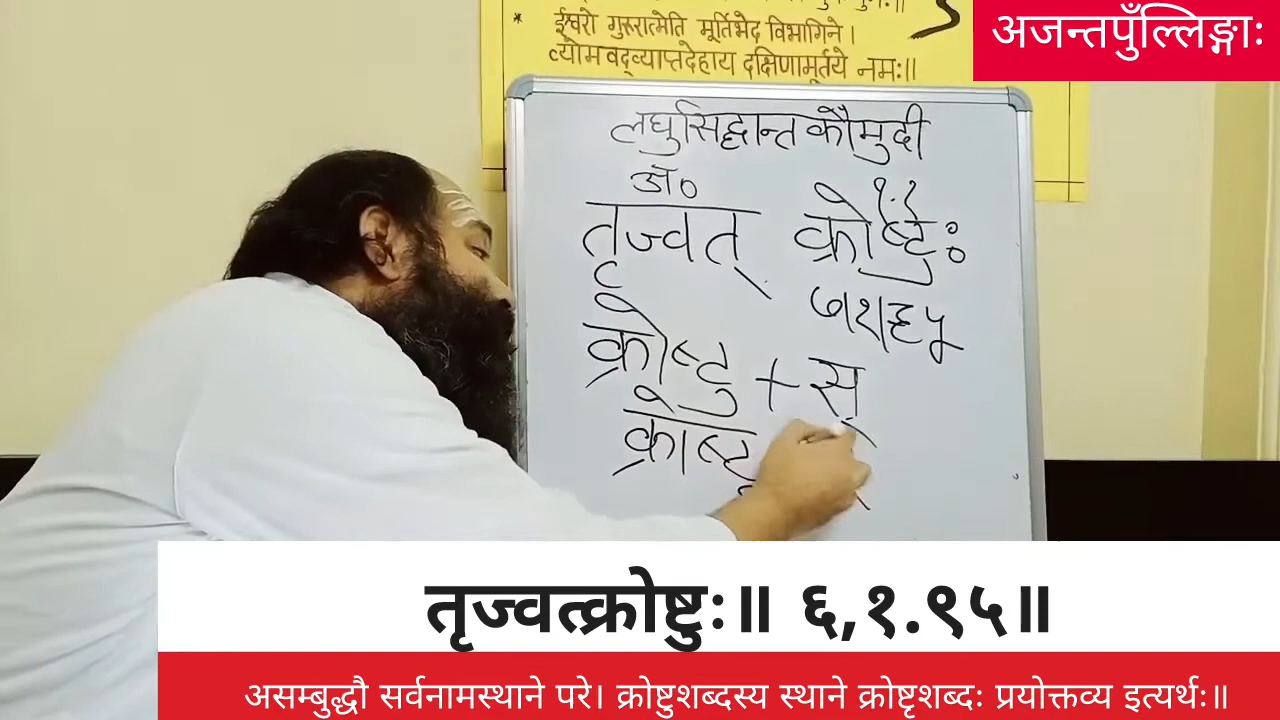 * ईश्वरो गुरुरात्मेति मूर्तिभेद विभागिने।
व्योमवद्व्याप्तदेहाय दक्षिणामूर्तये नमः॥
अजन्तपुँल्लिङ्गाः
लघुसिद्धान्तकौमुदी
अ॰
तृज्वत् क्रोष्टुः
क्रोष्टु + स्
क्रोष्टृ
तृज्वत्क्रोष्टुः॥ ६,१.९५॥
असम्बुद्धौ सर्वनामस्थाने परे। क्रोष्टुशब्दस्य स्थाने क्रोष्टृशब्दः प्रयोक्तव्य इत्यर्थः॥